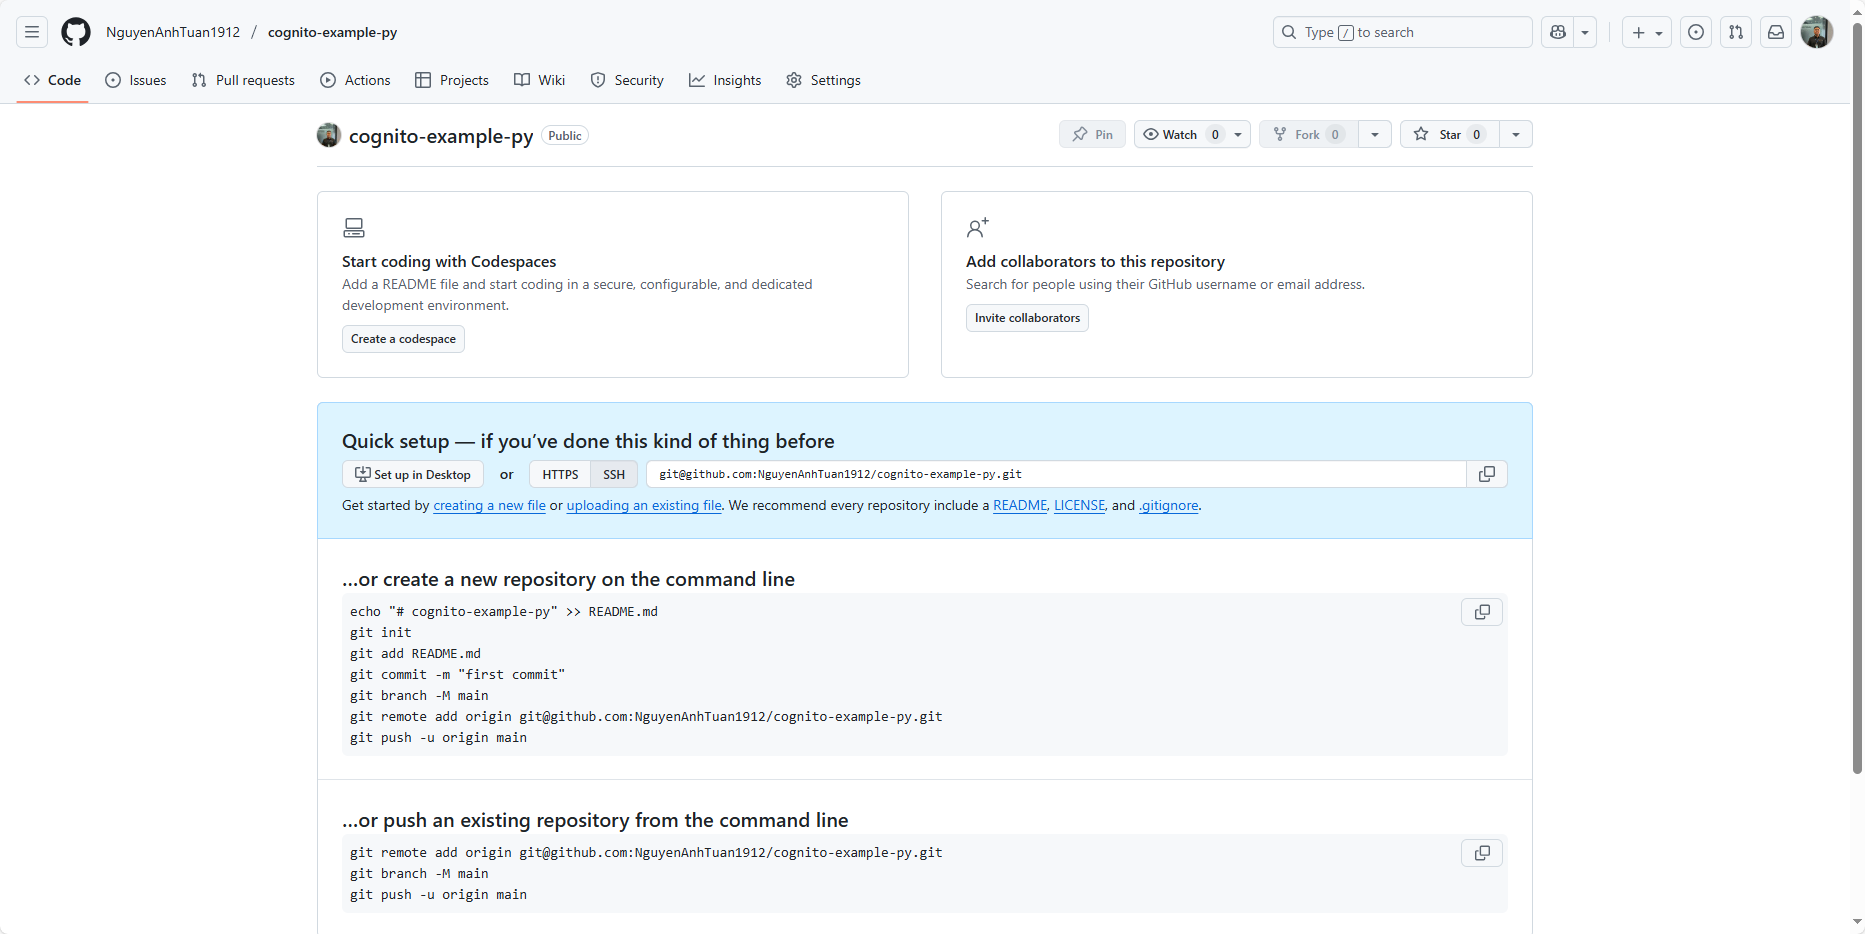 NguyenAnhTuan1912 / cognito-example-py
Type / to search
Code
Issues
Pull requests
Actions
Projects
Wiki
Security
Insights
Settings
cognito-example-py Public
Pin
Watch 0
Fork 0
Star 0
Start coding with Codespaces
Add a README file and start coding in a secure, configurable, and dedicated
development environment.
Create a codespace
Add collaborators to this repository
Search for people using their GitHub username or email address.
Invite collaborators
Quick setup — if you’ve done this kind of thing before
Set up in Desktop or HTTPS SSH git@github.com:NguyenAnhTuan1912/cognito-example-py.git
Get started by creating a new file or uploading an existing file. We recommend every repository include a README, LICENSE, and .gitignore.
…or create a new repository on the command line
echo "# cognito-example-py" >> README.md
git init
git add README.md
git commit -m "first commit"
git branch -M main
git remote add origin git@github.com:NguyenAnhTuan1912/cognito-example-py.git
git push -u origin main
…or push an existing repository from the command line
git remote add origin git@github.com:NguyenAnhTuan1912/cognito-example-py.git
git branch -M main
git push -u origin main